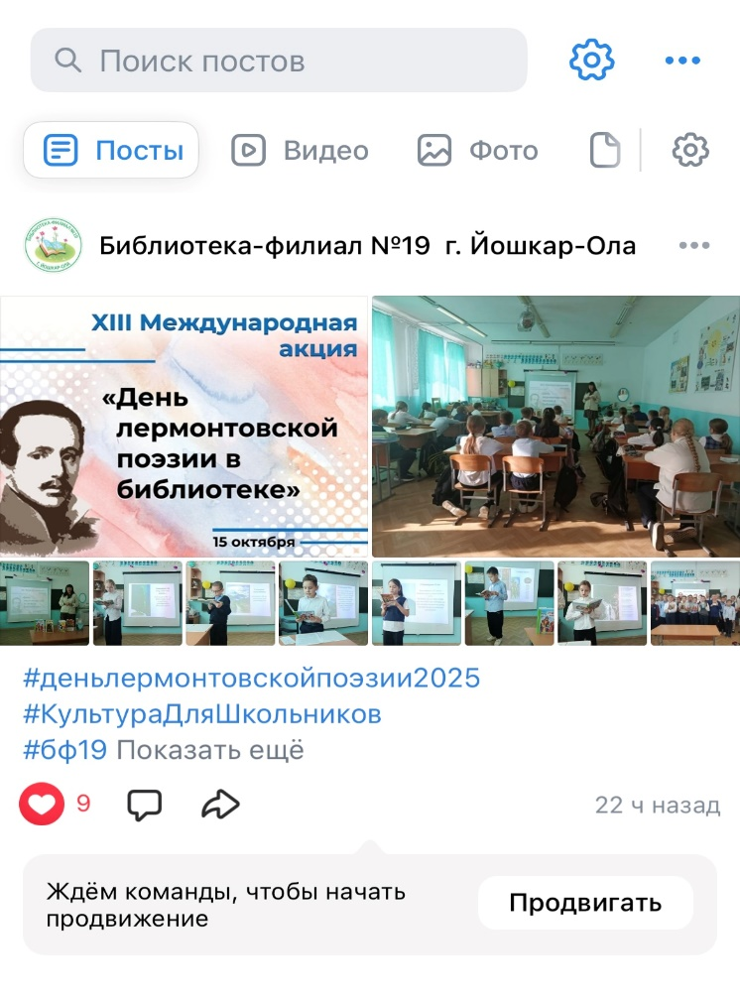 Поиск постов
Посты
Видео
Фото
Библиотека-филиал №19 г. Йошкар-Ола
XIII Международная
акция
«День
лермонтовской
поэзии в
библиотеке»
15 октября
#деньлермонтовскойпоэзии2025
#КультураДляШкольников
#бф19 Показать ещё
9
22 ч назад
Ждём команды, чтобы начать
продвижение
Продвигать